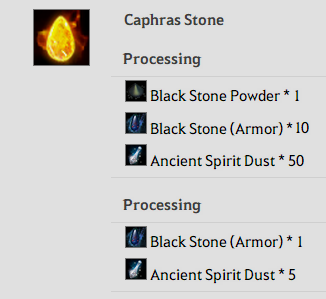 Caphras Stone
Processing
Black Stone Powder * 1
Black Stone (Armor) * 10
Ancient Spirit Dust * 50
Processing
Black Stone (Armor) * 1
Ancient Spirit Dust * 5